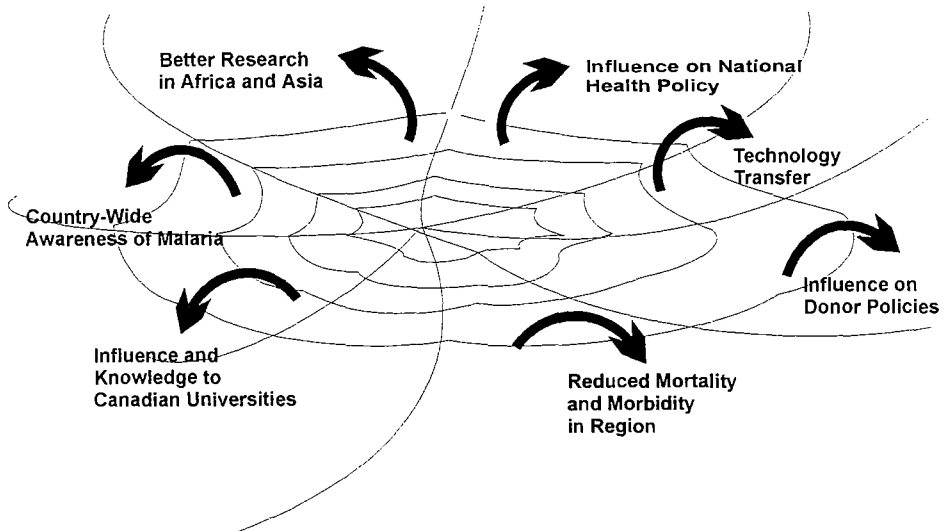 Better Research
in Africa and Asia
Influence on National
Health Policy
Technology
Transfer
Country-Wide
Awareness of Malaria
Influence on
Donor Policies
Influence and
Knowledge to
Canadian Universities
Reduced Mortality
and Morbidity
in Region